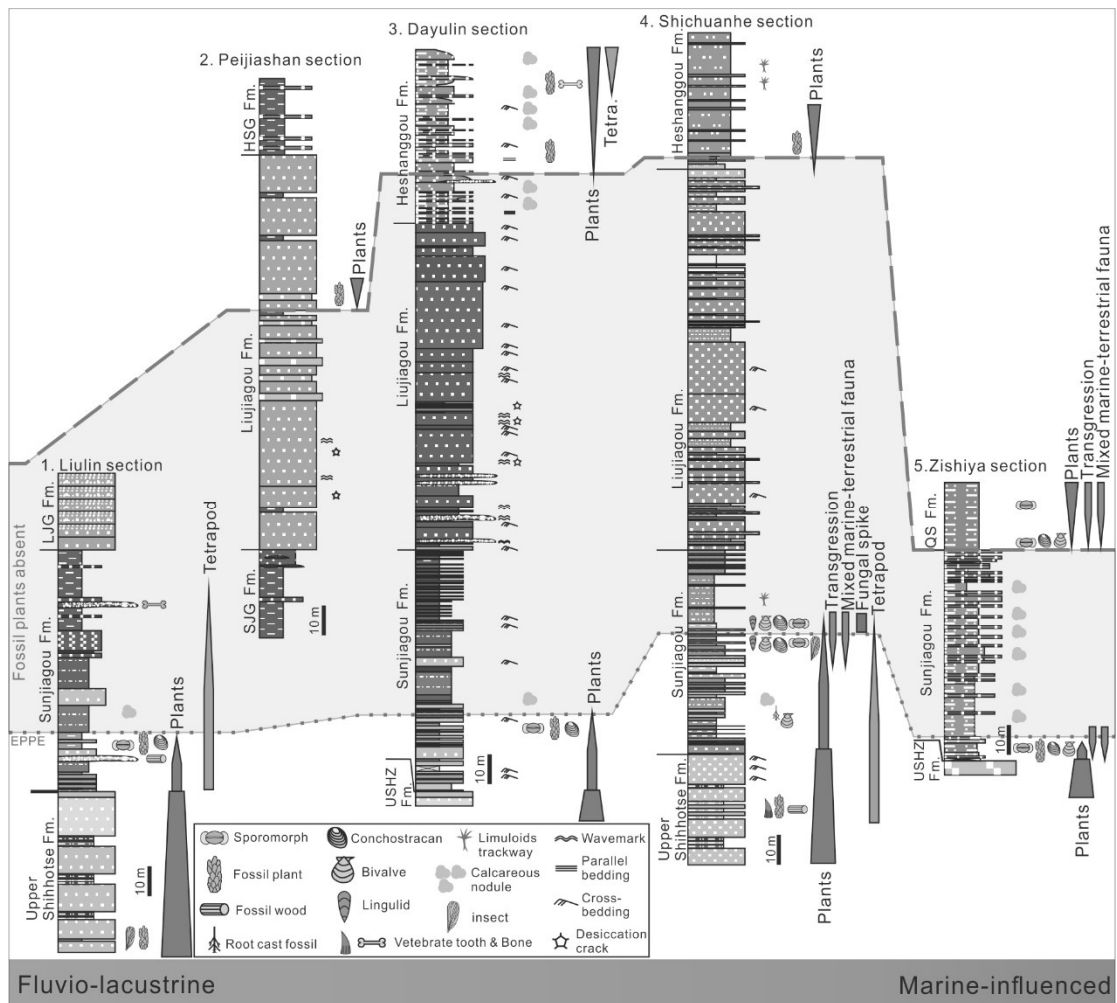 1. Liulin section
LJG Fm.
Sunjiagou Fm.
Upper
Shihhotse Fm.
10 m
Fossil plants absent
EPPE
Plants
Tetrapod
2. Peijiashan section
HSG Fm.
Liujiagou Fm.
SJG Fm.
10 m
Plants
3. Dayulin section
Heshanggou Fm.
Liujiagou Fm.
Sunjiagou Fm.
USHZ
Fm.
10 m
Plants
Tetra.
Plants
Plants
4. Shichuanhe section
Heshanggou Fm.
Liujiagou Fm.
Sunjiagou Fm.
Upper
Shihhotse Fm.
10 m
Plants
Transgression
Mixed marine-terrestrial fauna
Fungal spike
Tetrapod
Plants
5.Zishiya section
QS Fm.
Sunjiagou Fm.
USHZ
Fm.
10 m
Plants
Transgression
Mixed marine-terrestrial fauna
Plants
Sporomorph
Conchostracan
Limuloids
trackway
Wavemark
Fossil plant
Bivalve
Calcareous
nodule
Parallel
bedding
Fossil wood
Lingulid
insect
Cross-
bedding
Root cast fossil
Vetebrate tooth & Bone
Desiccation
crack
Fluvio-lacustrine
Marine-influenced